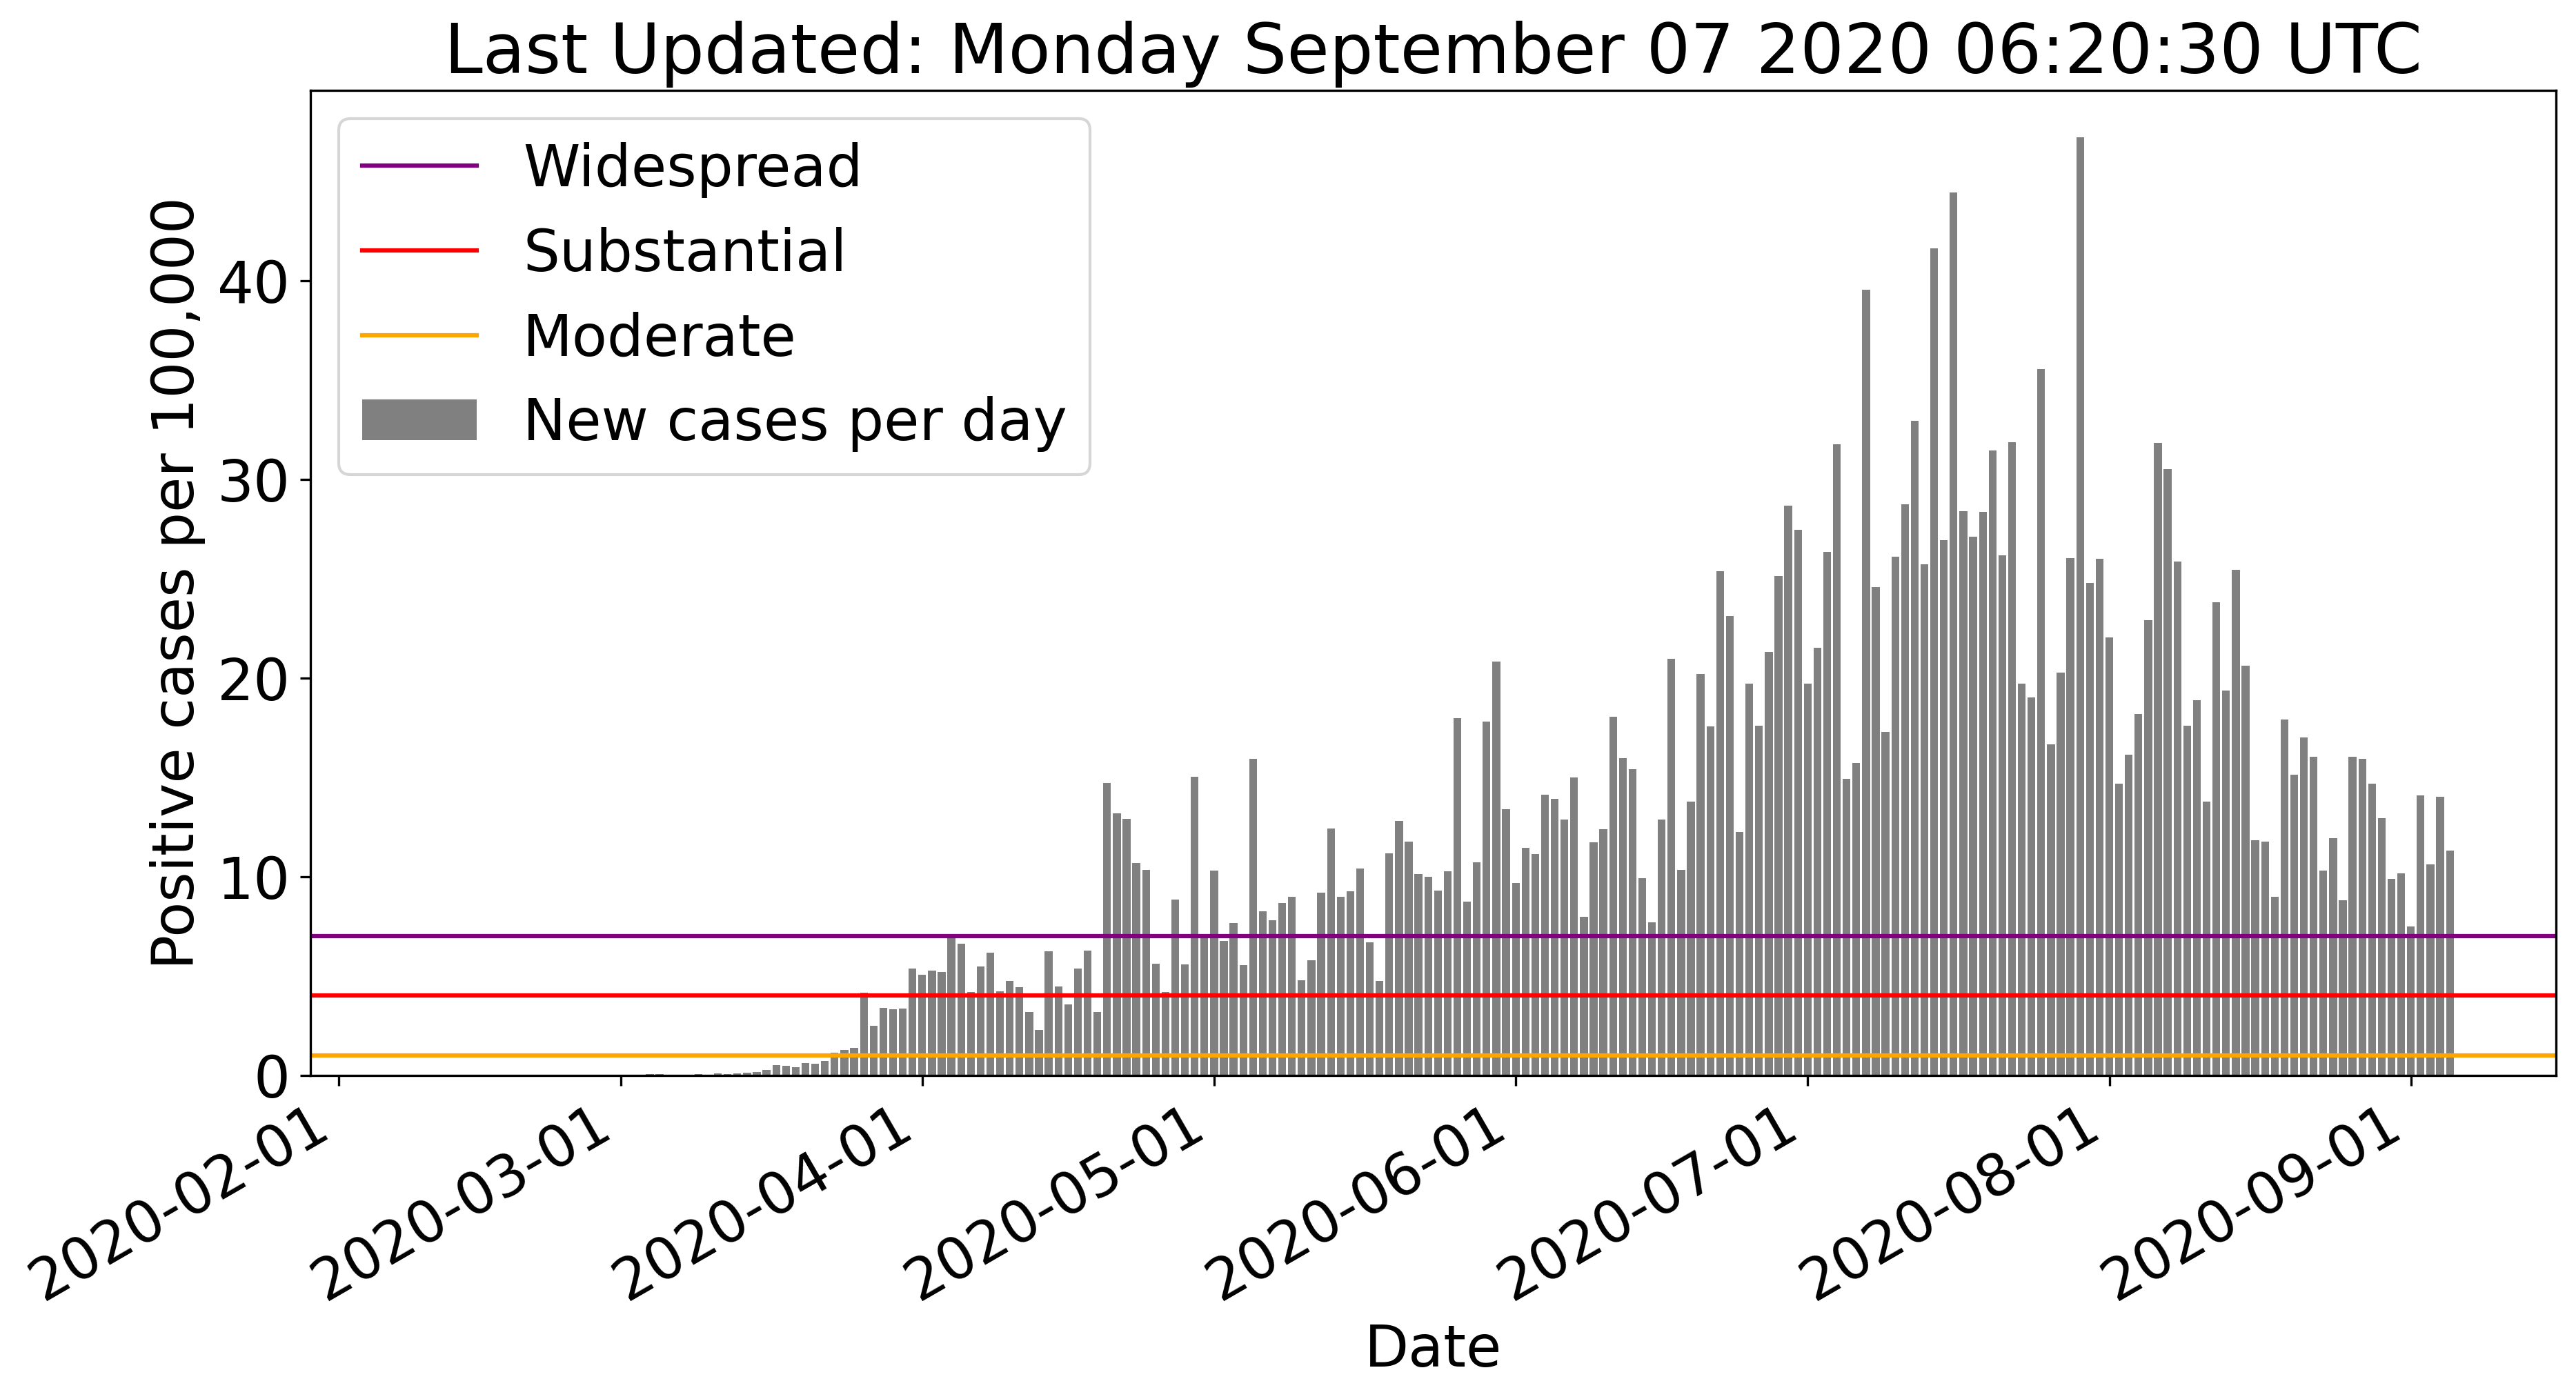 Last Updated: Monday September 07 2020 06:20:30 UTC
Widespread
Substantial
Moderate
New cases per day
Positive cases per 100,000
40
30
20
10
0
2020-02-01
2020-03-01
2020-04-01
2020-05-01
2020-06-01
2020-07-01
2020-08-01
2020-09-01
Date